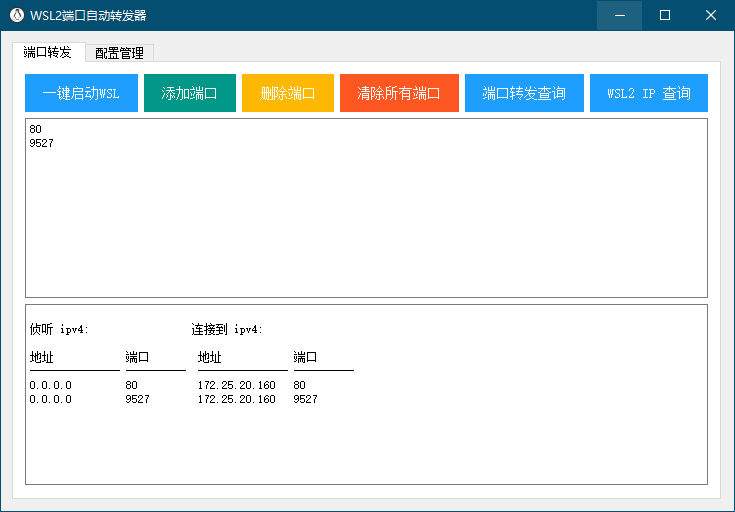 WSL2端口自动转发器
端口转发 配置管理
一键启动WSL 添加端口 删除端口 清除所有端口 端口转发查询 WSL2 IP 查询
80
9527
侦听 ipv4: 连接到 ipv4:
地址 端口 地址 端口
0.0.0.0 80 172.25.20.160 80
0.0.0.0 9527 172.25.20.160 9527